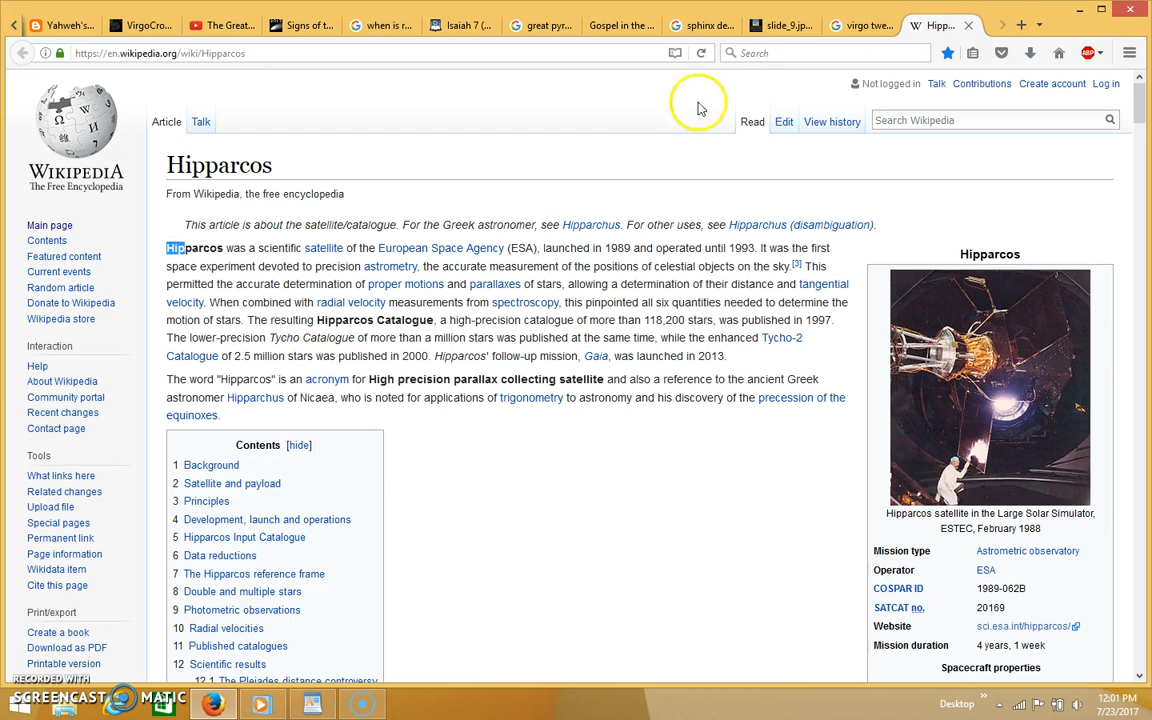 Yahweh's...
VirgoCro...
The Great...
Signs of t...
when is r...
Isaiah 7 (...
great pyr...
Gospel in the ...
sphinx de...
slide_9.jp...
virgo twe...
Hipp...
https://en.wikipedia.org/wiki/Hipparcos
Search
ABP
Not logged in Talk Contributions Create account Log in
Article Talk
Read Edit View history
Search Wikipedia
WIKIPEDIA
The Free Encyclopedia
Main page
Contents
Featured content
Current events
Random article
Donate to Wikipedia
Wikipedia store
Interaction
Help
About Wikipedia
Community portal
Recent changes
Contact page
Tools
What links here
Related changes
Upload file
Special pages
Permanent link
Page information
Wikidata item
Cite this page
Print/export
Create a book
Download as PDF
Printable version
Hipparcos
From Wikipedia, the free encyclopedia
This article is about the satellite/catalogue. For the Greek astronomer, see Hipparchus. For other uses, see Hipparchus (disambiguation).
Hipparcos was a scientific satellite of the European Space Agency (ESA), launched in 1989 and operated until 1993. It was the first
space experiment devoted to precision astrometry, the accurate measurement of the positions of celestial objects on the sky.[3] This
permitted the accurate determination of proper motions and parallaxes of stars, allowing a determination of their distance and tangential
velocity. When combined with radial velocity measurements from spectroscopy, this pinpointed all six quantities needed to determine the
motion of stars. The resulting Hipparcos Catalogue, a high-precision catalogue of more than 118,200 stars, was published in 1997.
The lower-precision Tycho Catalogue of more than a million stars was published at the same time, while the enhanced Tycho-2
Catalogue of 2.5 million stars was published in 2000. Hipparcos' follow-up mission, Gaia, was launched in 2013.
The word "Hipparcos" is an acronym for High precision parallax collecting satellite and also a reference to the ancient Greek
astronomer Hipparchus of Nicaea, who is noted for applications of trigonometry to astronomy and his discovery of the precession of the
equinoxes.
Contents [hide]
1 Background
2 Satellite and payload
3 Principles
4 Development, launch and operations
5 Hipparcos Input Catalogue
6 Data reductions
7 The Hipparcos reference frame
8 Double and multiple stars
9 Photometric observations
10 Radial velocities
11 Published catalogues
12 Scientific results
12.1 The Pleiades distance controversy
Hipparcos
Hipparcos satellite in the Large Solar Simulator,
ESTEC, February 1988
Mission type Astrometric observatory
Operator ESA
COSPAR ID 1989-062B
SATCAT no. 20169
Website sci.esa.int/hipparcos/
Mission duration 4 years, 1 week
Spacecraft properties
RECORDED WITH
SCREENCAST MATIC
Desktop
12:01 PM
7/23/2017